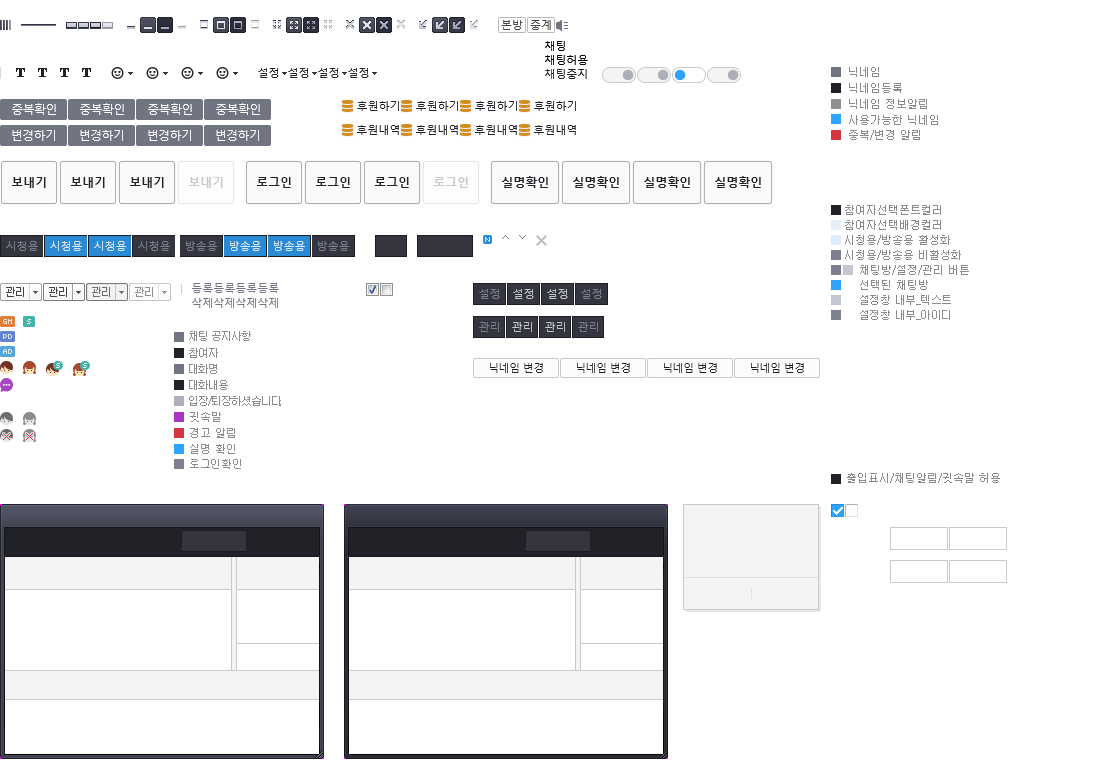 본방 중계
채팅
채팅허용
채팅중지
T T T T 설정 설정 설정 설정
닉네임
닉네임등록
닉네임 정보알림
사용가능한 닉네임
중복/변경 알림
중복확인 중복확인 중복확인 중복확인
후원하기 후원하기 후원하기 후원하기
변경하기 변경하기 변경하기 변경하기
후원내역 후원내역 후원내역 후원내역
보내기 보내기 보내기 보내기 로그인 로그인 로그인 로그인 실명확인 실명확인 실명확인 실명확인
참여자선택폰트컬러
참여자선택배경컬러
시청용/방송용 활성화
시청용/방송용 비활성화
채팅방/설정/관리 버튼
선택된 채팅방
설정창 내부_텍스트
설정창 내부_아이디
시청용 시청용 시청용 시청용 방송용 방송용 방송용 방송용 N
관리 관리 관리 관리
등록등록등록등록
삭제삭제삭제삭제
설정 설정 설정 설정
관리 관리 관리 관리
GM S
PD
AD
S S
채팅 공지사항
참여자
대화명
대화내용
입장/퇴장하셨습니다.
귓속말
경고 알림
실명 확인
로그인확인
닉네임 변경 닉네임 변경 닉네임 변경 닉네임 변경
출입표시/채팅알림/귓속말 허용